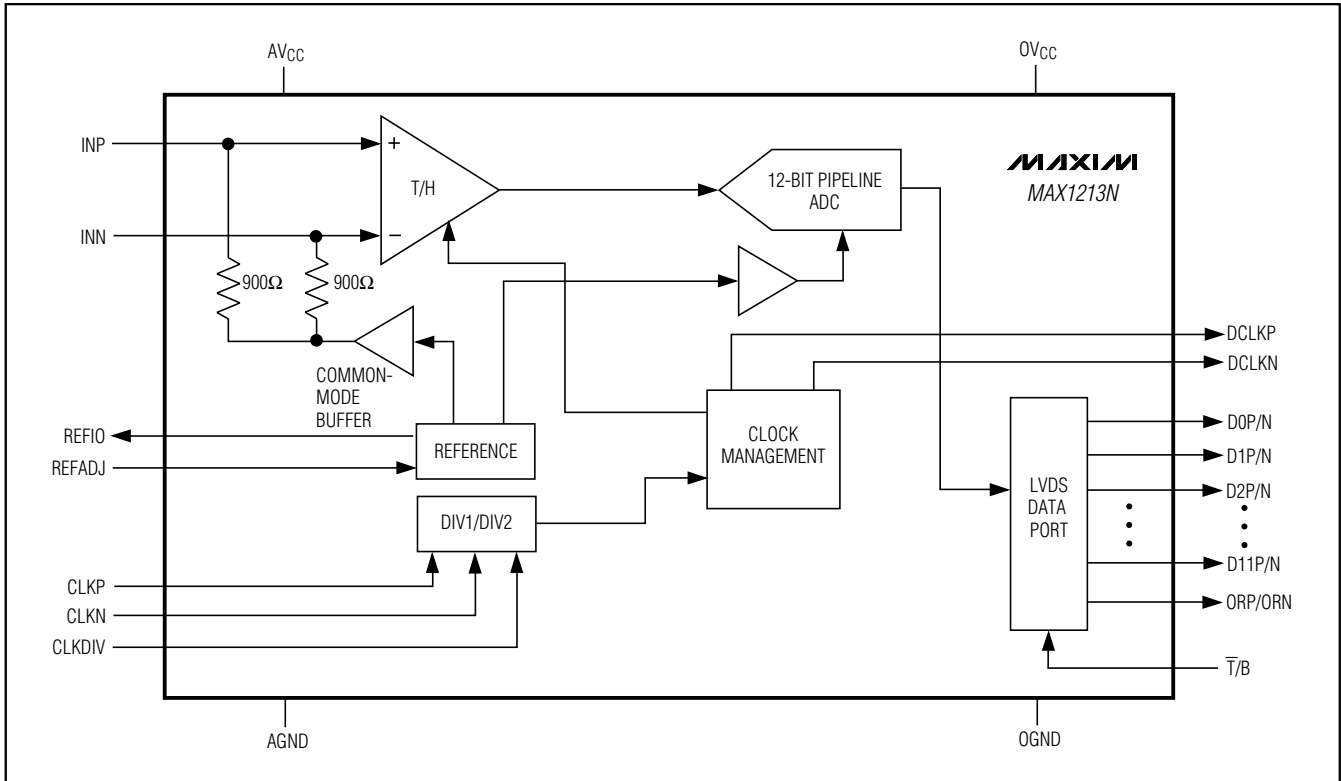 AVCC
OVCC
INP
INN
+
T/H
−
900Ω
900Ω
12-BIT PIPELINE
ADC
MAXIM
MAX1213N
COMMON-
MODE
BUFFER
REFIO
REFADJ
REFERENCE
DIV1/DIV2
CLOCK
MANAGEMENT
CLKP
CLKN
CLKDIV
DCLKP
DCLKN
LVDS
DATA
PORT
D0P/N
D1P/N
D2P/N
D11P/N
ORP/ORN
T̅/B
AGND
OGND